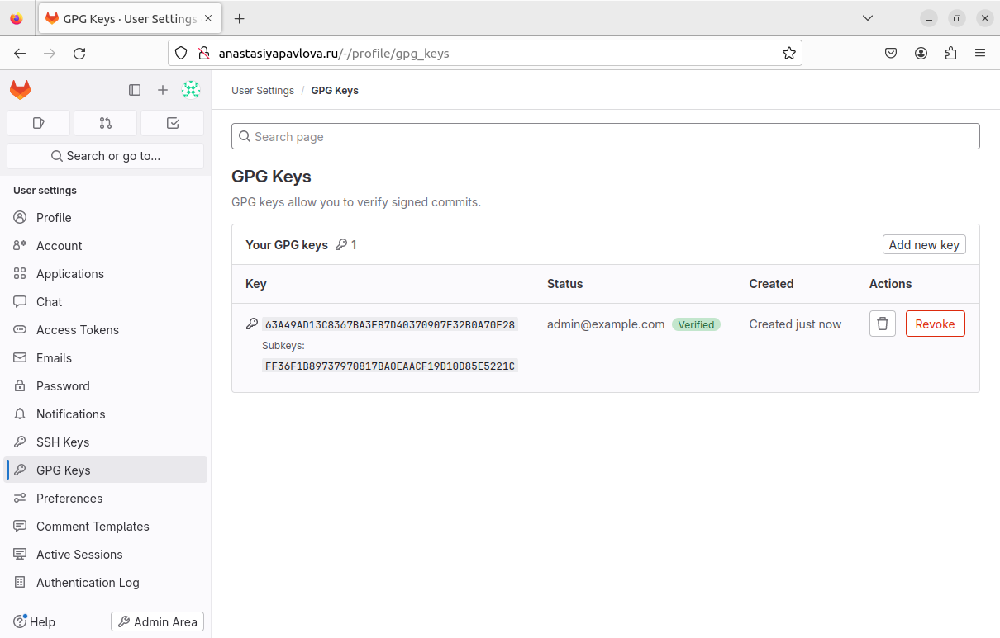 GPG Keys · User Settings
anastasiyapavlova.ru/-/profile/gpg_keys
Search or go to...
User settings
Profile
Account
Applications
Chat
Access Tokens
Emails
Password
Notifications
SSH Keys
GPG Keys
Preferences
Comment Templates
Active Sessions
Authentication Log
Help
Admin Area
User Settings / GPG Keys
Search page
GPG Keys
GPG keys allow you to verify signed commits.
Your GPG keys 1 Add new key
Key Status Created Actions
63A49AD13C8367BA3FB7D40370907E32B0A70F28 admin@example.com Verified Created just now Revoke
Subkeys:
FF36F1B89737970817BA0EAACF19D10D85E5221C